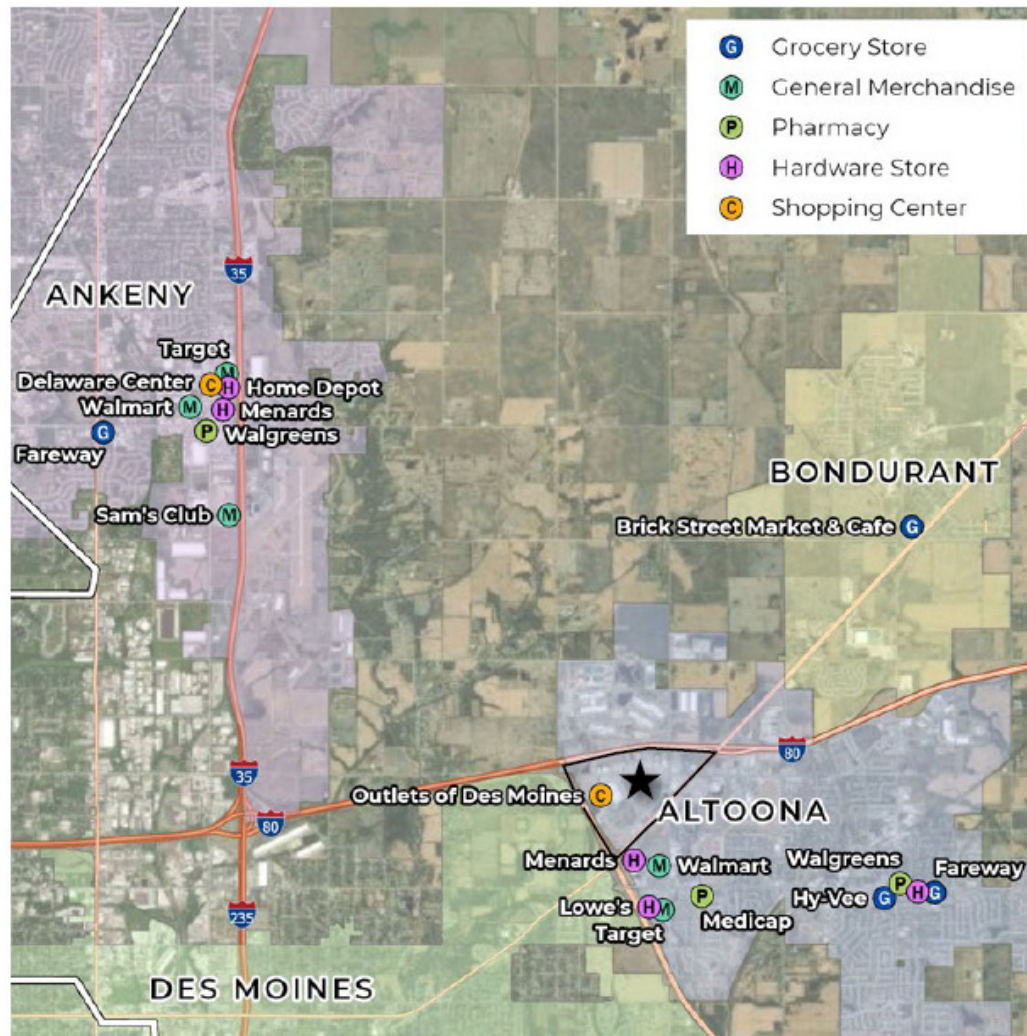 G Grocery Store
M General Merchandise
P Pharmacy
H Hardware Store
C Shopping Center
35
ANKENY
Target
M
Delaware Center C H Home Depot
Walmart M H Menards
G P Walgreens
Fareway
BONDURANT
Sam's Club M
Brick Street Market & Cafe G
80
35
Outlets of Des Moines C
80
ALTOONA
Menards H M Walmart
Walgreens Fareway
P H G
Hy-Vee G
P
Lowe's H M
Medicap
235
Target
DES MOINES